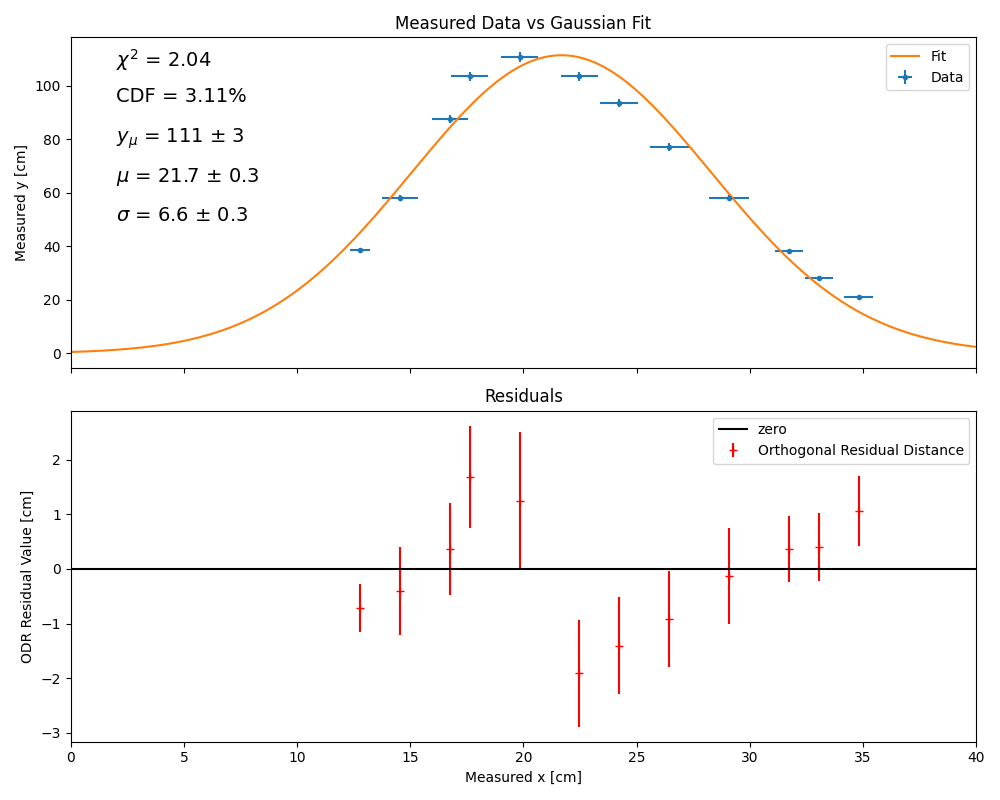 Measured Data vs Gaussian Fit
χ² = 2.04
CDF = 3.11%
y_μ = 111 ± 3
μ = 21.7 ± 0.3
σ = 6.6 ± 0.3
Fit
Data
Measured y [cm]
100
80
60
40
20
0
Residuals
zero
Orthogonal Residual Distance
ODR Residual Value [cm]
2
1
0
−1
−2
−3
0 5 10 15 20 25 30 35 40
Measured x [cm]